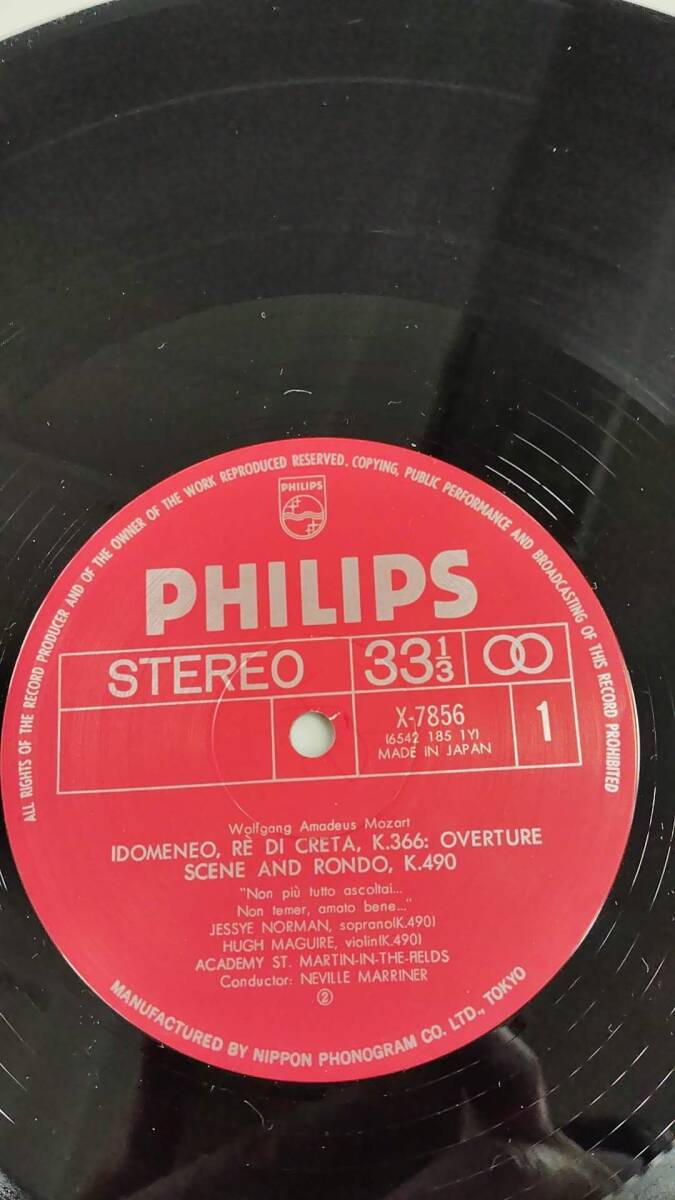 ALL RIGHTS OF THE RECORD PRODUCER AND OF THE OWNER OF THE WORK REPRODUCED RESERVED. COPYING, PUBLIC PERFORMANCE AND BROADCASTING OF THIS RECORD PROHIBITED
PHILIPS
PHILIPS
STEREO
33 1/3
X-7856
(6542 185 1Y)
MADE IN JAPAN
1
Wolfgang Amadeus Mozart
IDOMENEO, RÈ DI CRETA, K.366: OVERTURE
SCENE AND RONDO, K.490
"Non più tutto ascoltai...
Non temer, amato bene..."
JESSYE NORMAN, soprano(K.490)
HUGH MAGUIRE, violin(K.490)
ACADEMY ST. MARTIN-IN-THE-FIELDS
Conductor: NEVILLE MARRINER
②
MANUFACTURED BY NIPPON PHONOGRAM CO. LTD., TOKYO